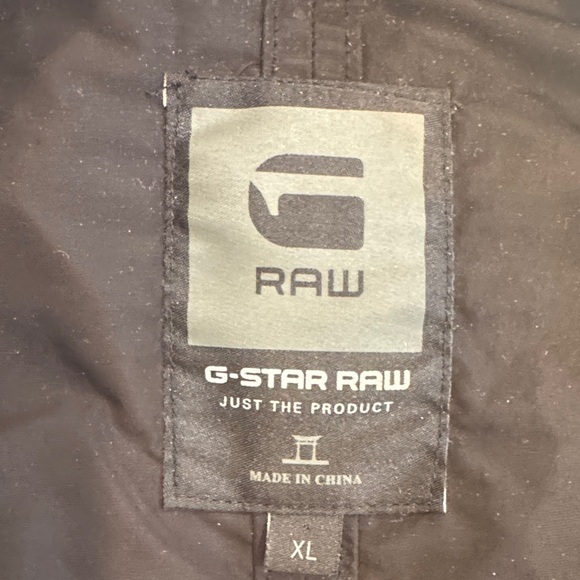 RAW
G-STAR RAW
JUST THE PRODUCT
MADE IN CHINA
XL